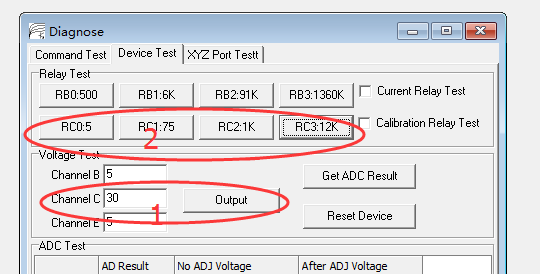 Diagnose
Command Test Device Test XYZ Port Testt
Relay Test
RB0:500 RB1:6K RB2:91K RB3:1360K Current Relay Test
RC0:5 RC1:75 RC2:1K RC3:12K Calibration Relay Test
2
Voltage Test
Channel B 5 Get ADC Result
Channel C 30 Output
1
Channel E 5 Reset Device
ADC Test
AD Result No ADJ Voltage After ADJ Voltage